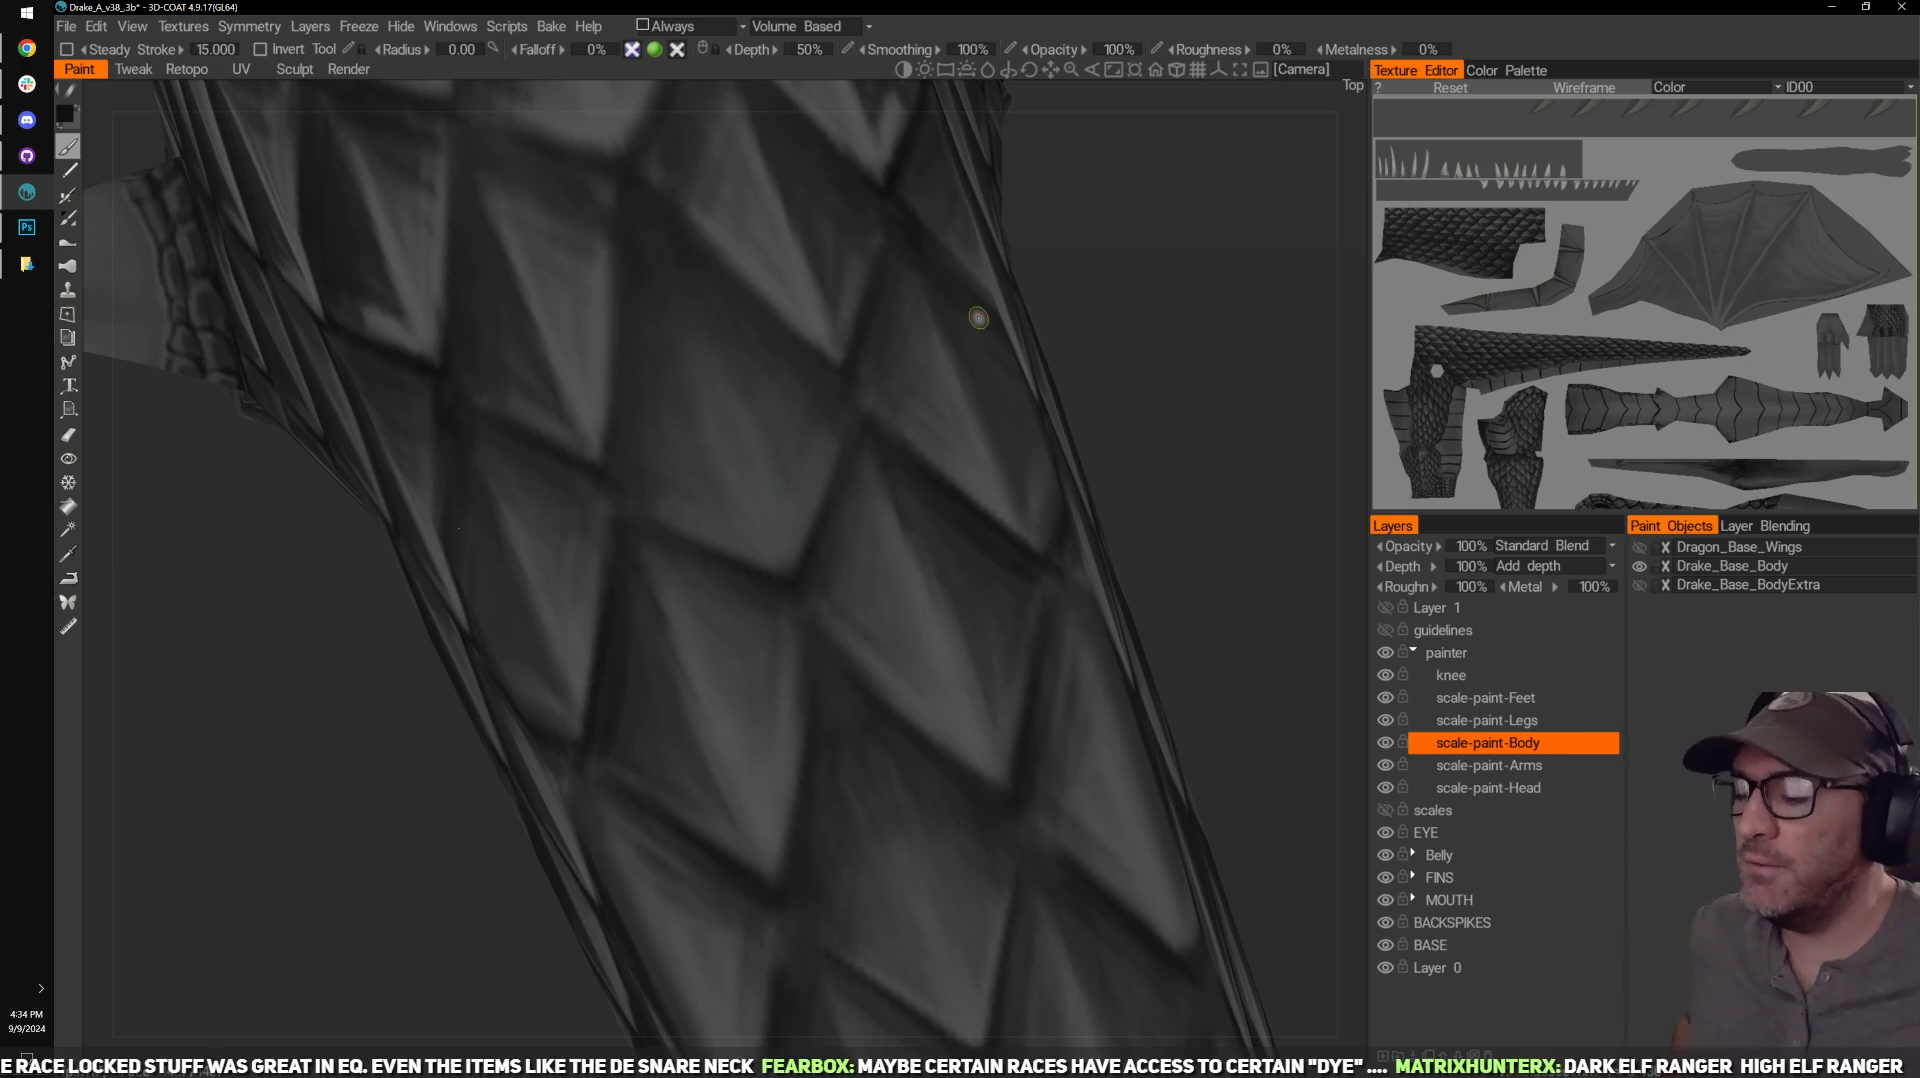 Drake_A_v38_.3b* - 3D-COAT 4.9.17(GL64)
File Edit View Textures Symmetry Layers Freeze Hide Windows Scripts Bake Help Always Volume Based
Steady Stroke 15.000 Invert Tool Radius 0.00 Falloff 0% Depth 50% Smoothing 100% Opacity 100% Roughness 0% Metalness 0%
Paint Tweak Retopo UV Sculpt Render
[Camera]
Top
Texture Editor Color Palette
? Reset Wireframe Color ID00
Layers
Opacity 100% Standard Blend
Depth 100% Add depth
Roughn 100% Metal 100%
Layer 1
guidelines
painter
knee
scale-paint-Feet
scale-paint-Legs
scale-paint-Body
scale-paint-Arms
scale-paint-Head
scales
EYE
Belly
FINS
MOUTH
BACKSPIKES
BASE
Layer 0
Paint Objects Layer Blending
Dragon_Base_Wings
Drake_Base_Body
Drake_Base_BodyExtra
Ps
4:34 PM
9/9/2024
E RACE LOCKED STUFF WAS GREAT IN EQ. EVEN THE ITEMS LIKE THE DE SNARE NECK FEARBOX: MAYBE CERTAIN RACES HAVE ACCESS TO CERTAIN "DYE" .... MATRIXHUNTERX: DARK ELF RANGER HIGH ELF RANGER